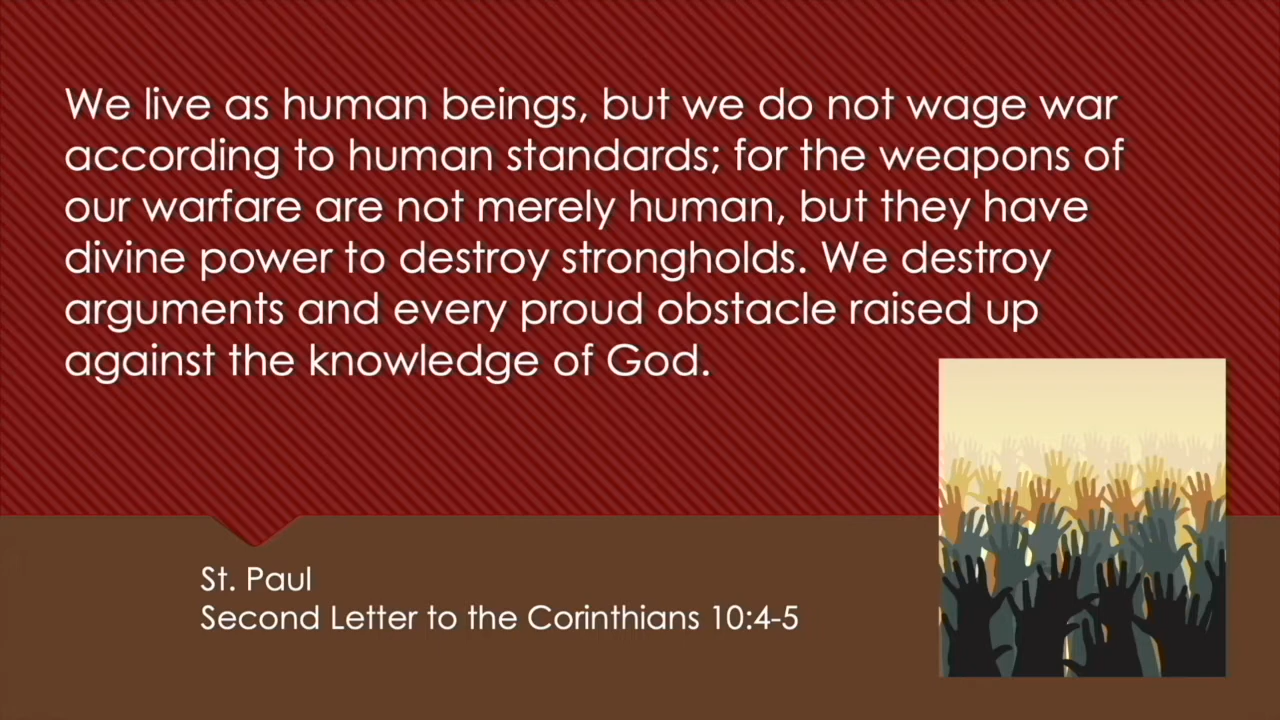 We live as human beings, but we do not wage war
according to human standards; for the weapons of
our warfare are not merely human, but they have
divine power to destroy strongholds. We destroy
arguments and every proud obstacle raised up
against the knowledge of God.
St. Paul
Second Letter to the Corinthians 10:4-5